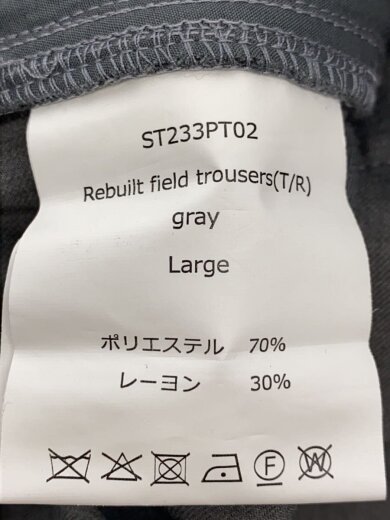 ST233PT02
Rebuilt field trousers(T/R)
gray
Large
ポリエステル 70%
レーヨン 30%
F W